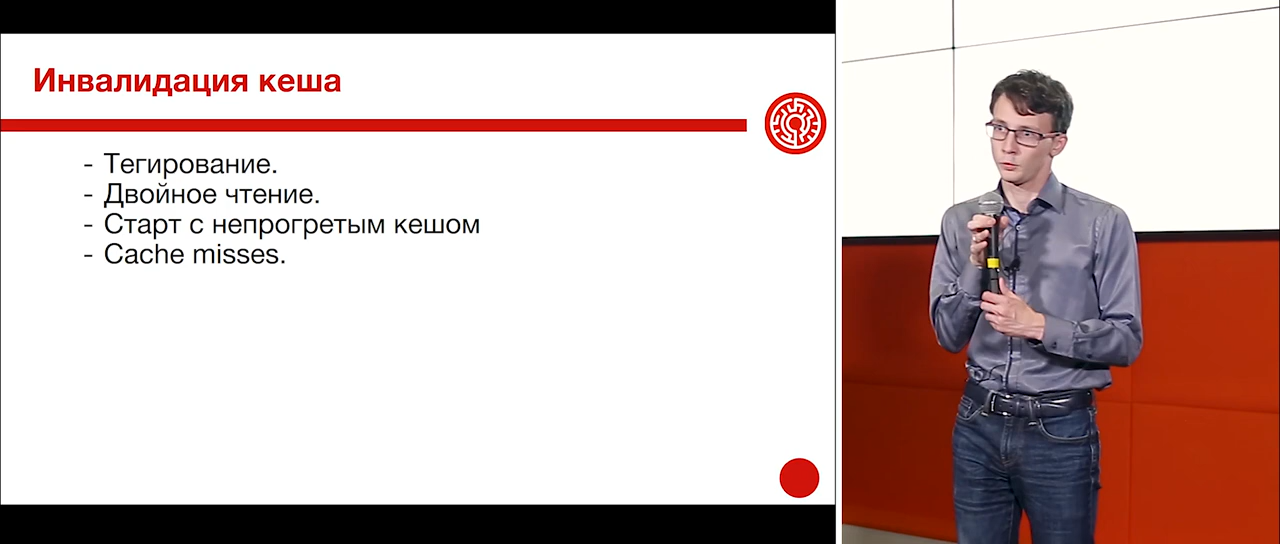 Инвалидация кеша
- Тегирование.
- Двойное чтение.
- Старт с непрогретым кешом
- Cache misses.